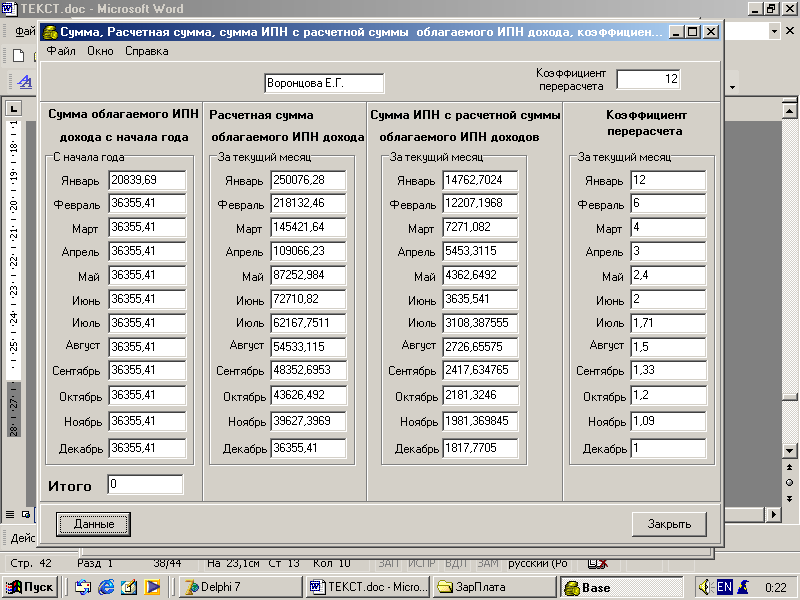 ТЕКСТ.doc - Microsoft Word
Сумма, Расчетная сумма, сумма ИПН с расчетной суммы облагаемого ИПН дохода, коэффициен...
Файл Окно Справка
Воронцова Е.Г.
Коэффициент
перерасчета
12
Сумма облагаемого ИПН
дохода с начала года
С начала года
Январь 20839,69
Февраль 36355,41
Март 36355,41
Апрель 36355,41
Май 36355,41
Июнь 36355,41
Июль 36355,41
Август 36355,41
Сентябрь 36355,41
Октябрь 36355,41
Ноябрь 36355,41
Декабрь 36355,41
Итого 0
Расчетная сумма
облагаемого ИПН дохода
За текущий месяц
Январь 250076,28
Февраль 218132,46
Март 145421,64
Апрель 109066,23
Май 87252,984
Июнь 72710,82
Июль 62167,7511
Август 54533,115
Сентябрь 48352,6953
Октябрь 43626,492
Ноябрь 39627,3969
Декабрь 36355,41
Сумма ИПН с расчетной суммы
облагаемого ИПН доходов
За текущий месяц
Январь 14762,7024
Февраль 12207,1968
Март 7271,082
Апрель 5453,3115
Май 4362,6492
Июнь 3635,541
Июль 3108,387555
Август 2726,65575
Сентябрь 2417,634765
Октябрь 2181,3246
Ноябрь 1981,369845
Декабрь 1817,7705
Коэффициент
перерасчета
За текущий месяц
Январь 12
Февраль 6
Март 4
Апрель 3
Май 2,4
Июнь 2
Июль 1,71
Август 1,5
Сентябрь 1,33
Октябрь 1,2
Ноябрь 1,09
Декабрь 1
Данные Закрыть
Дейс
Стр. 42 Разд 1 38/44 На 23,1см Ст 13 Кол 10 ЗАП ИСПР ВДЛ ЗАМ русский (Ро
Пуск Delphi 7 ТЕКСТ.doc - Micros... ЗарПлата Base EN 0:22